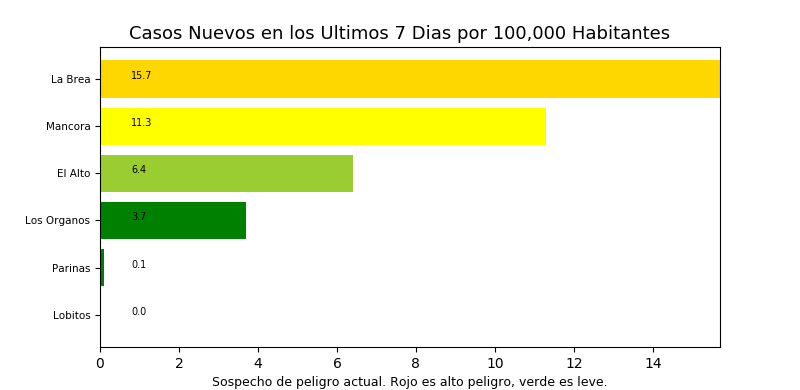 Casos Nuevos en los Ultimos 7 Dias por 100,000 Habitantes
La Brea 15.7
Mancora 11.3
El Alto 6.4
Los Organos 3.7
Parinas 0.1
Lobitos 0.0
0 2 4 6 8 10 12 14
Sospecho de peligro actual. Rojo es alto peligro, verde es leve.